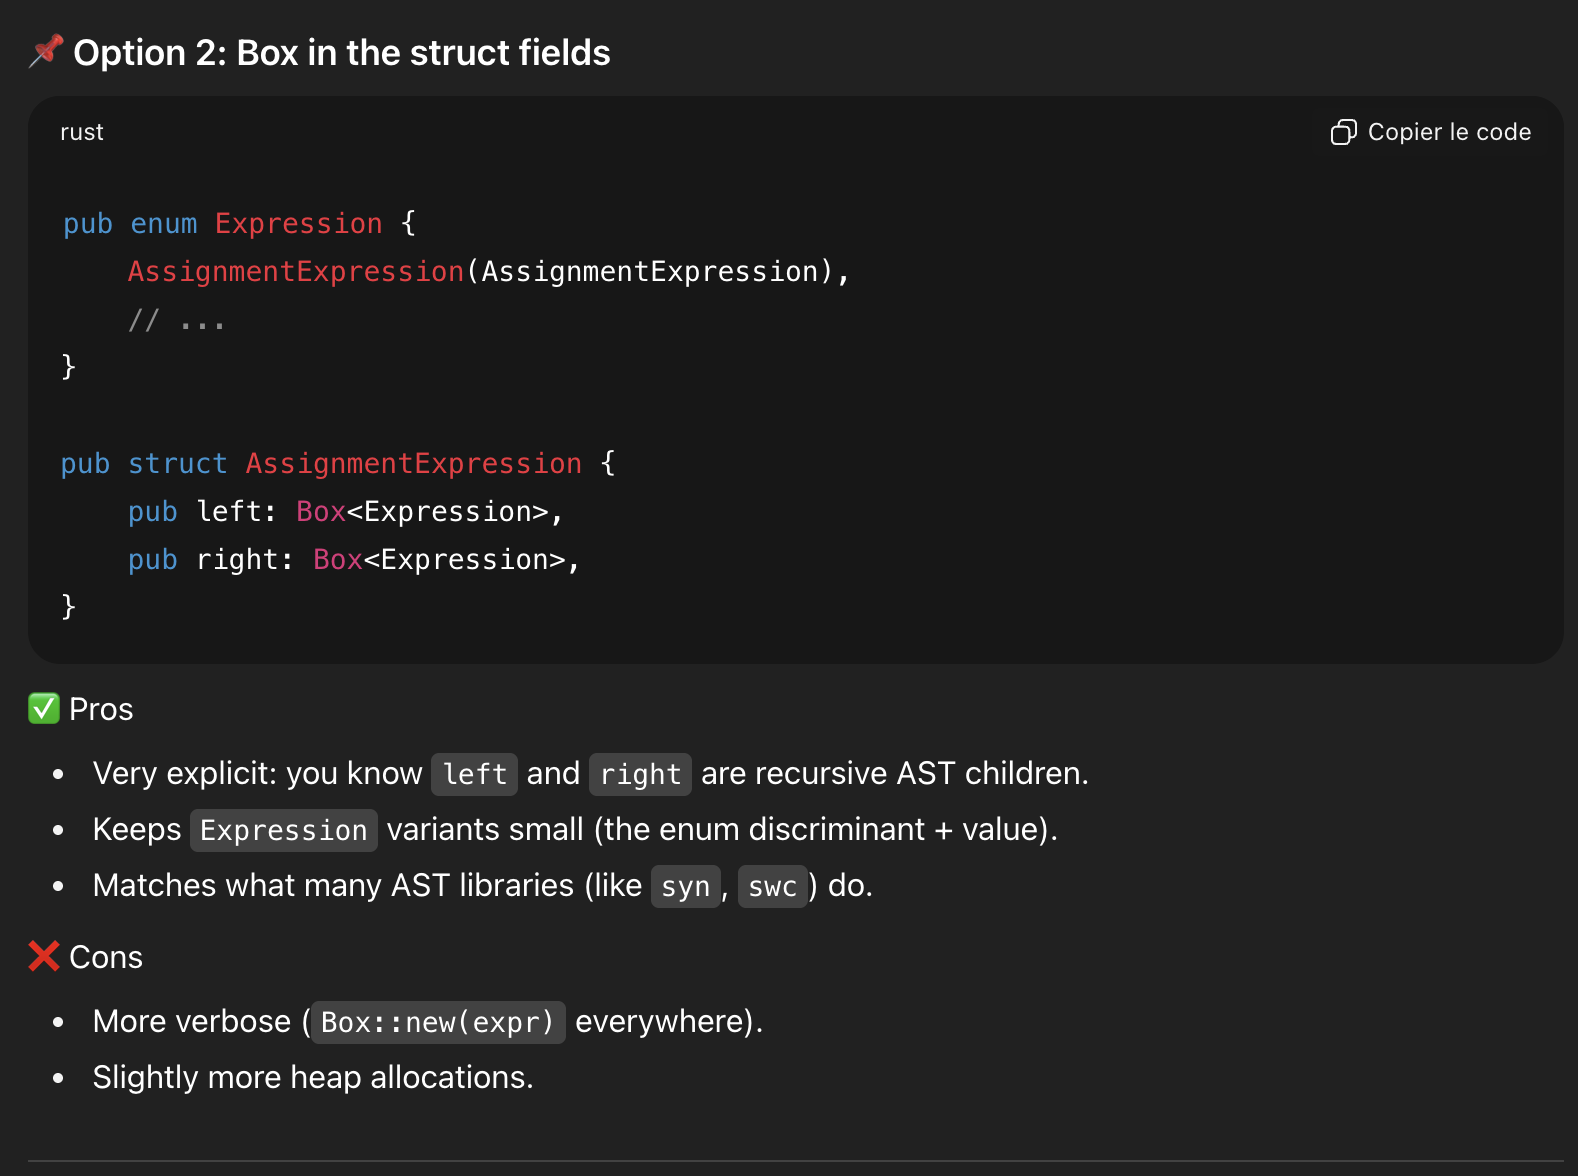 📌 Option 2: Box in the struct fields
rust
Copier le code
pub enum Expression {
    AssignmentExpression(AssignmentExpression),
    // ...
}
pub struct AssignmentExpression {
    pub left: Box<Expression>,
    pub right: Box<Expression>,
}
✅ Pros
• Very explicit: you know left and right are recursive AST children.
• Keeps Expression variants small (the enum discriminant + value).
• Matches what many AST libraries (like syn, swc) do.
❌ Cons
• More verbose (Box::new(expr) everywhere).
• Slightly more heap allocations.